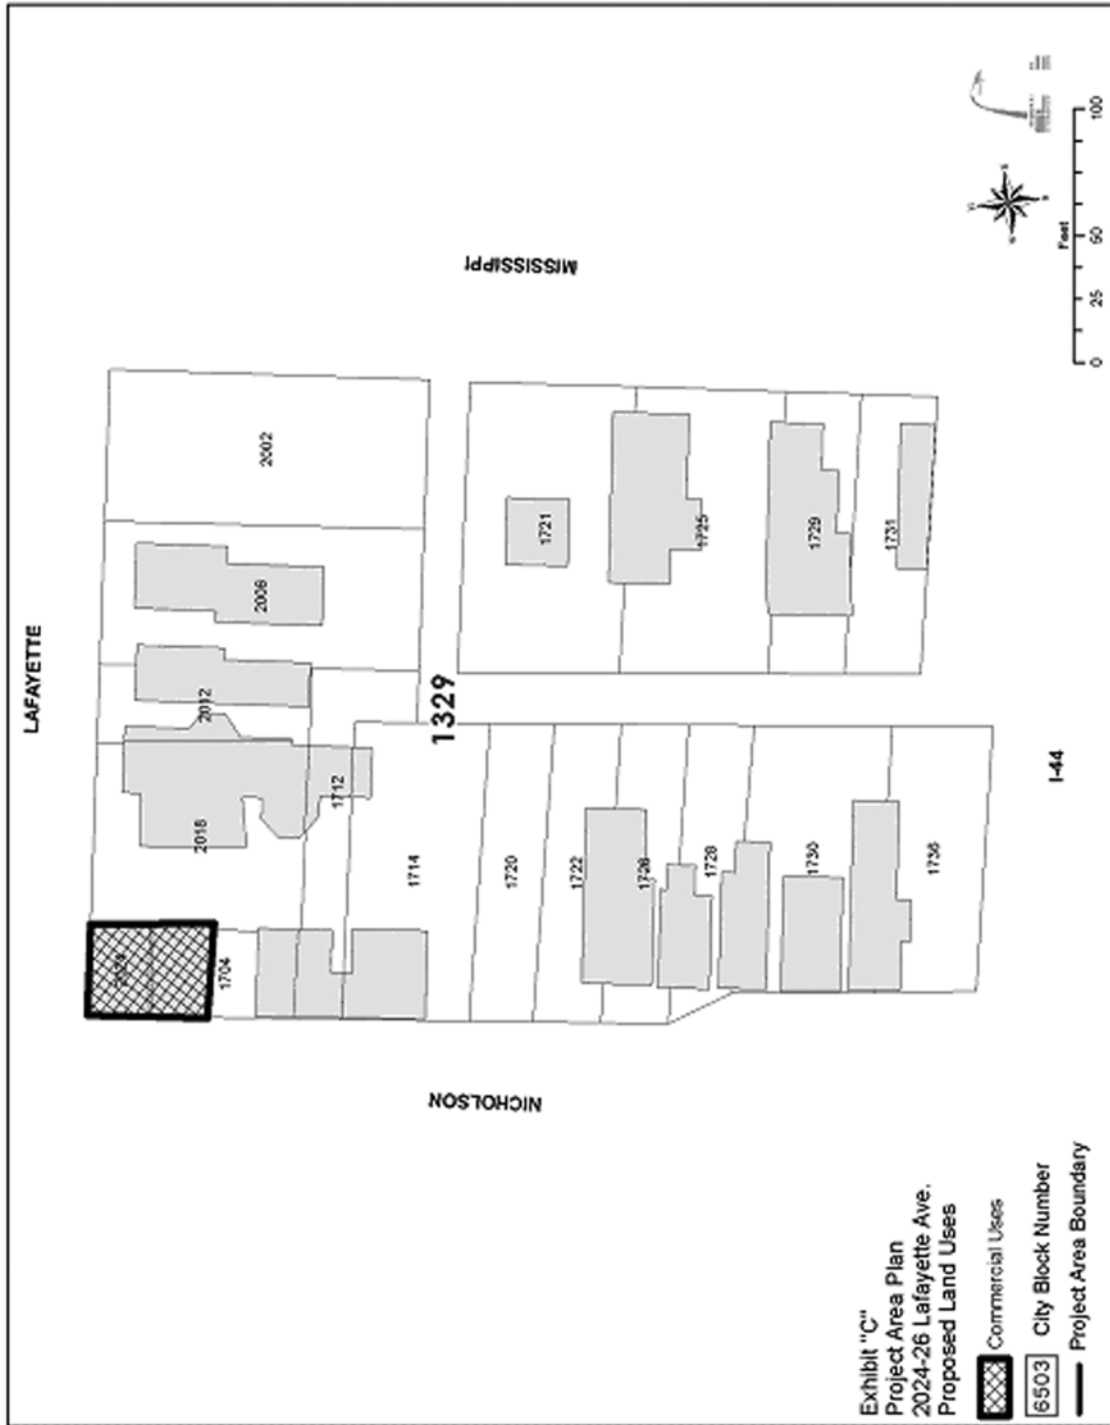 LAFAYETTE
MISSISSIPPI
2002
2006
2012
2018
1712
1329
1704
1714
1720
1722
1726
1728
1730
1736
1721
1725
1729
1731
NICHOLSON
I-44
Exhibit "C"
Project Area Plan
2024-26 Lafayette Ave.
Proposed Land Uses
Commercial Uses
6503 City Block Number
Project Area Boundary
Feet
0 25 50 100